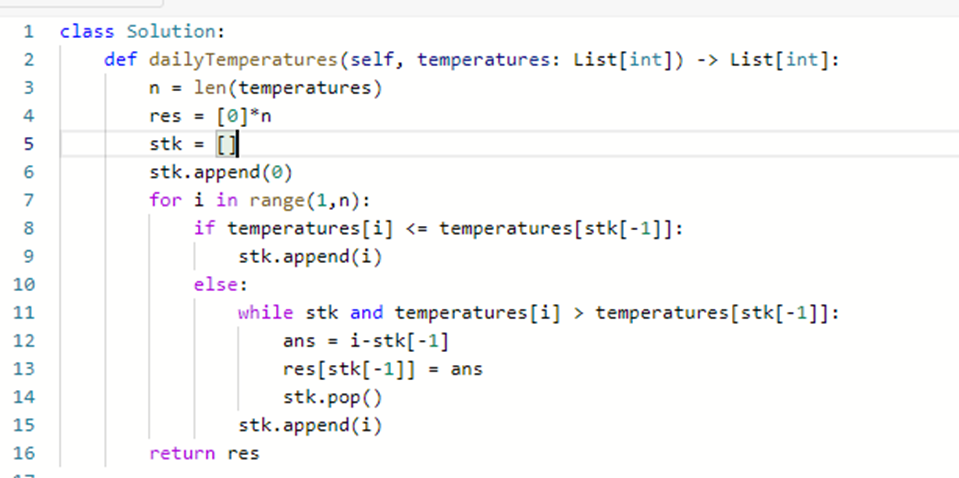 1 class Solution:
2     def dailyTemperatures(self, temperatures: List[int]) -> List[int]:
3         n = len(temperatures)
4         res = [0]*n
5         stk = []
6         stk.append(0)
7         for i in range(1,n):
8             if temperatures[i] <= temperatures[stk[-1]]:
9                 stk.append(i)
10             else:
11                 while stk and temperatures[i] > temperatures[stk[-1]]:
12                     ans = i-stk[-1]
13                     res[stk[-1]] = ans
14                     stk.pop()
15                 stk.append(i)
16         return res